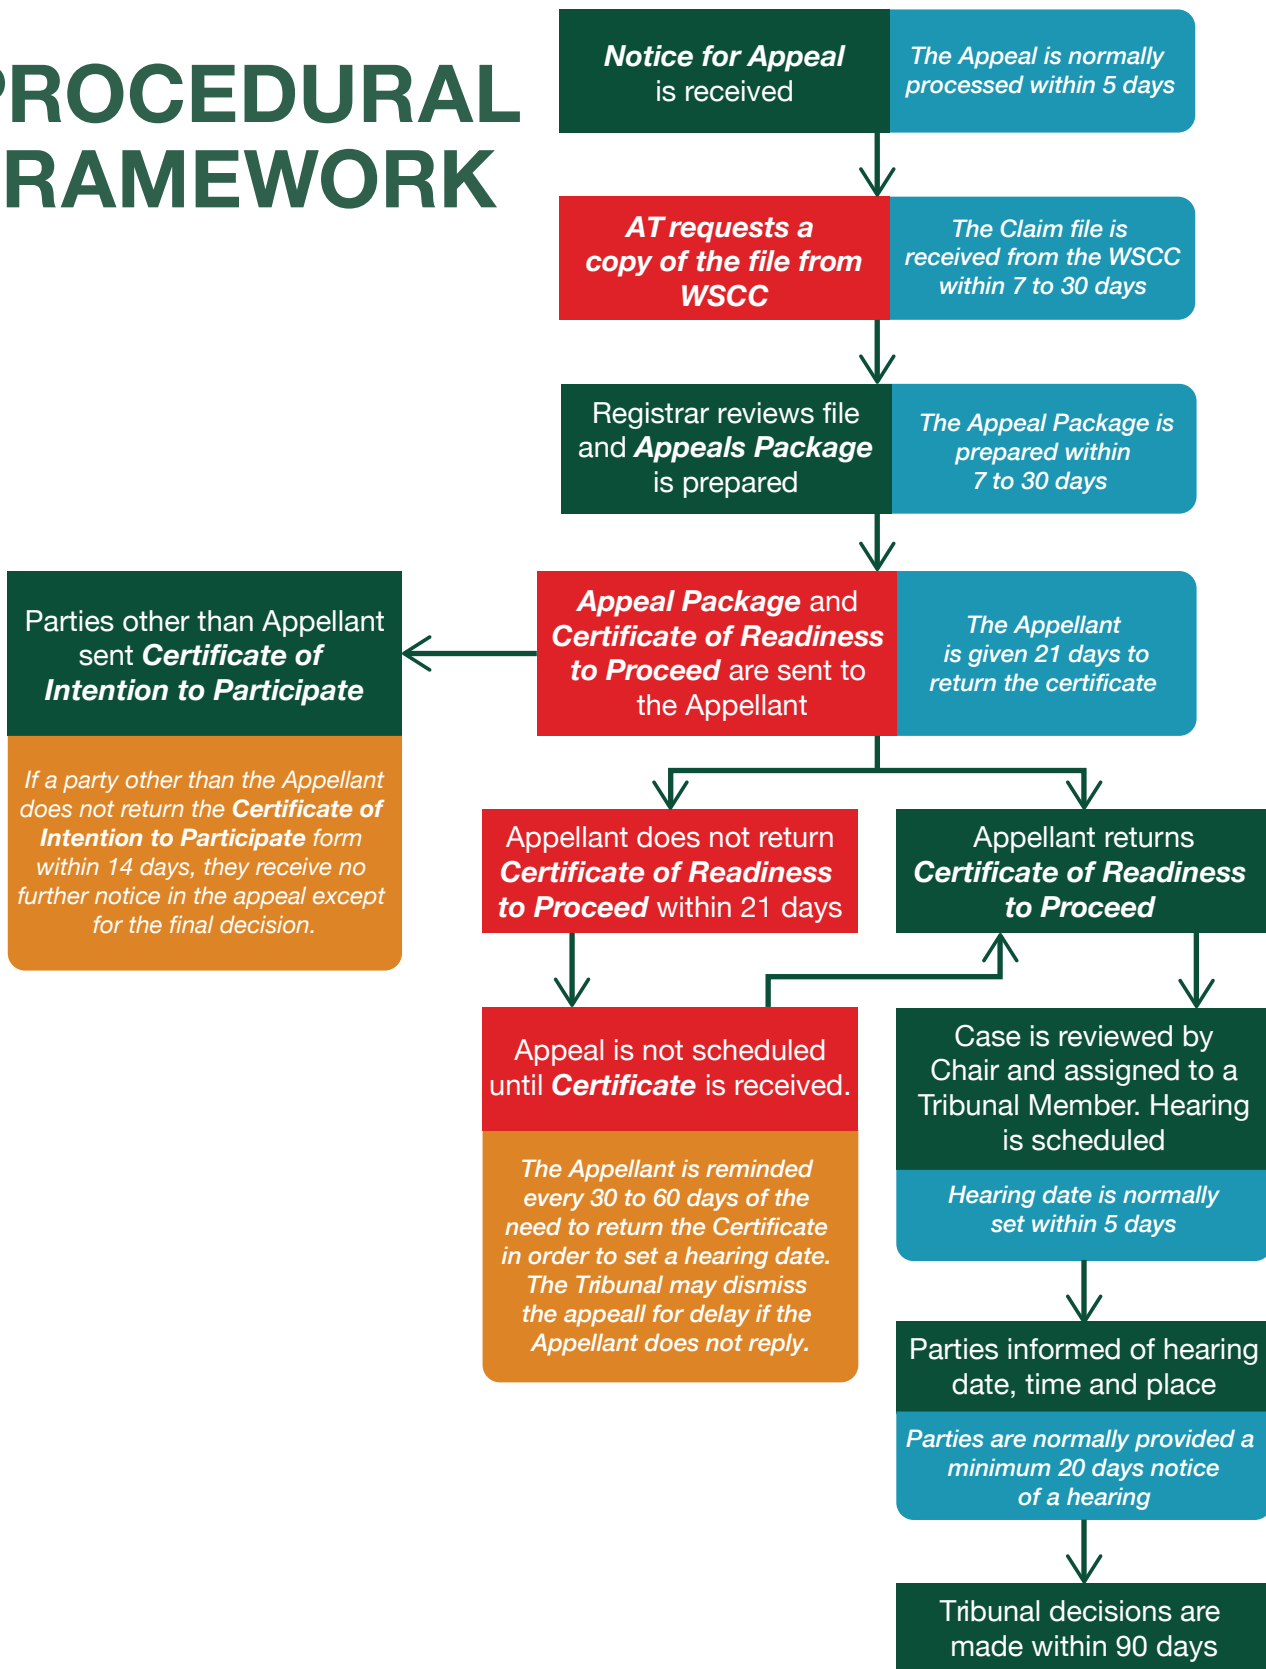 PROCEDURAL
FRAMEWORK
Notice for Appeal
is received
The Appeal is normally
processed within 5 days
AT requests a
copy of the file from
WSCC
The Claim file is
received from the WSCC
within 7 to 30 days
Registrar reviews file
and Appeals Package
is prepared
The Appeal Package is
prepared within
7 to 30 days
Appeal Package and
Certificate of Readiness
to Proceed are sent to
the Appellant
The Appellant
is given 21 days to
return the certificate
Parties other than Appellant
sent Certificate of
Intention to Participate
If a party other than the Appellant
does not return the Certificate of
Intention to Participate form
within 14 days, they receive no
further notice in the appeal except
for the final decision.
Appellant does not return
Certificate of Readiness
to Proceed within 21 days
Appellant returns
Certificate of Readiness
to Proceed
Appeal is not scheduled
until Certificate is received.
The Appellant is reminded
every 30 to 60 days of the
need to return the Certificate
in order to set a hearing date.
The Tribunal may dismiss
the appeall for delay if the
Appellant does not reply.
Case is reviewed by
Chair and assigned to a
Tribunal Member. Hearing
is scheduled
Hearing date is normally
set within 5 days
Parties informed of hearing
date, time and place
Parties are normally provided a
minimum 20 days notice
of a hearing
Tribunal decisions are
made within 90 days